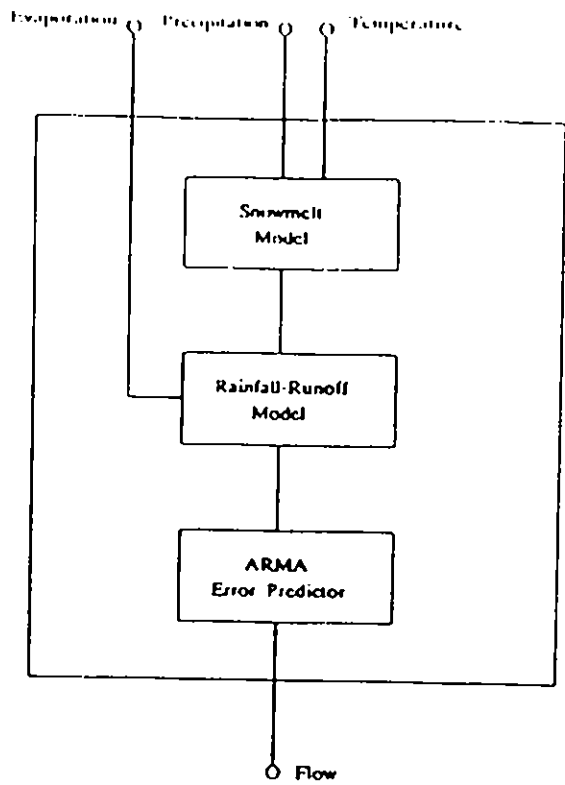 Evaporation Precipitation Temperature
Snowmelt
Model
Rainfall-Runoff
Model
ARMA
Error Predictor
Flow